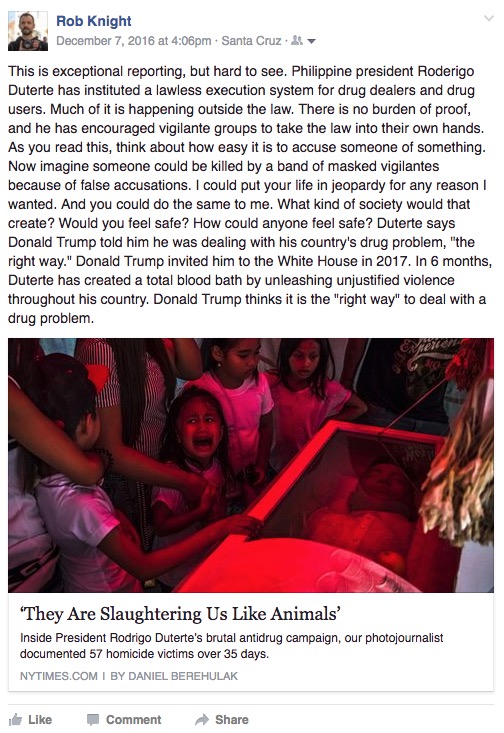 Rob Knight
December 7, 2016 at 4:06pm · Santa Cruz ·
This is exceptional reporting, but hard to see. Philippine president Roderigo
Duterte has instituted a lawless execution system for drug dealers and drug
users. Much of it is happening outside the law. There is no burden of proof,
and he has encouraged vigilante groups to take the law into their own hands.
As you read this, think about how easy it is to accuse someone of something.
Now imagine someone could be killed by a band of masked vigilantes
because of false accusations. I could put your life in jeopardy for any reason I
wanted. And you could do the same to me. What kind of society would that
create? Would you feel safe? How could anyone feel safe? Duterte says
Donald Trump told him he was dealing with his country's drug problem, "the
right way." Donald Trump invited him to the White House in 2017. In 6 months,
Duterte has created a total blood bath by unleashing unjustified violence
throughout his country. Donald Trump thinks it is the "right way" to deal with a
drug problem.
‘They Are Slaughtering Us Like Animals’
Inside President Rodrigo Duterte’s brutal antidrug campaign, our photojournalist
documented 57 homicide victims over 35 days.
NYTIMES.COM | BY DANIEL BEREHULAK
Like Comment Share